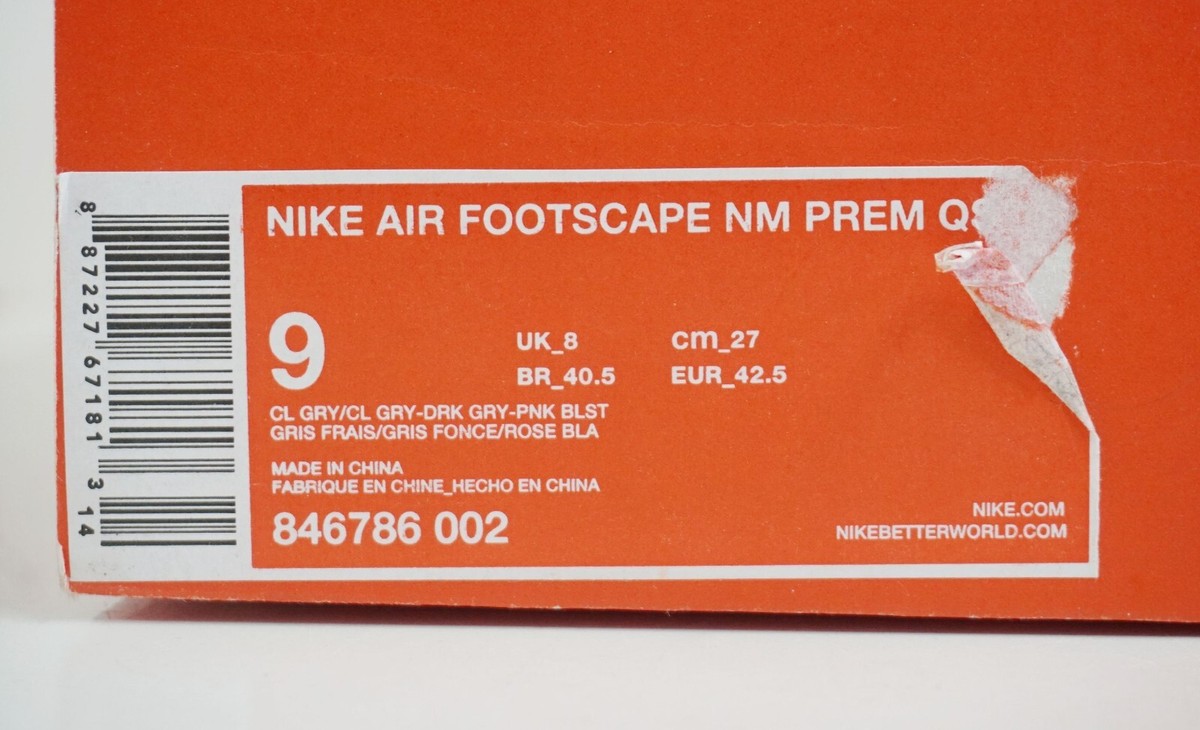 NIKE AIR FOOTSCAPE NM PREM QS
9
UK_8
cm_27
BR_40.5
EUR_42.5
CL GRY/CL GRY-DRK GRY-PNK BLST
GRIS FRAIS/GRIS FONCE/ROSE BLA
MADE IN CHINA
FABRIQUE EN CHINE_HECHO EN CHINA
846786 002
NIKE.COM
NIKEBETTERWORLD.COM
8 87227 67181 3 14